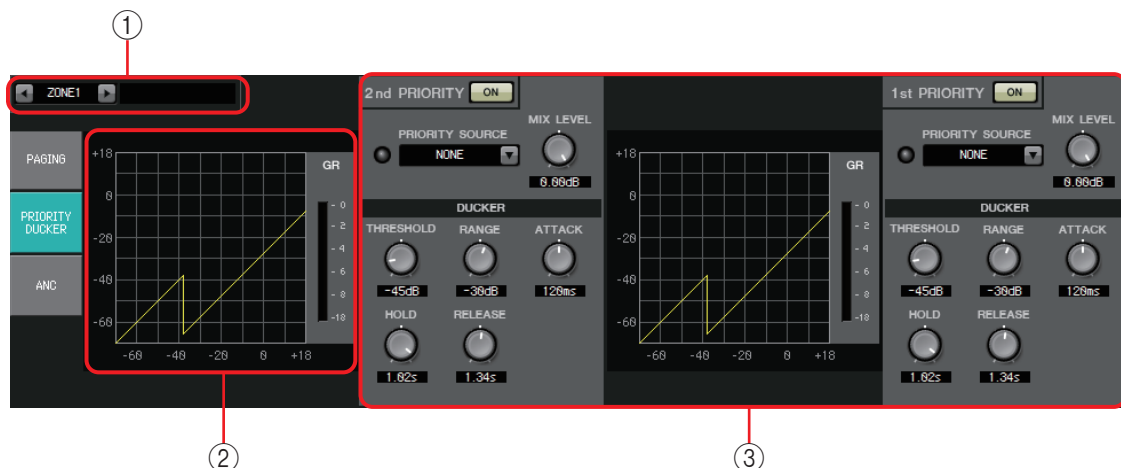 ①
ZONE1
PAGING
PRIORITY
DUCKER
ANC
+18
0
-20
-40
-60
-60 -40 -20 0 +18
GR
- 0
- 2
- 4
- 6
- 8
-18
2nd PRIORITY ON
MIX LEVEL
PRIORITY SOURCE
NONE
0.00dB
DUCKER
THRESHOLD RANGE ATTACK
-45dB -30dB 120ms
HOLD RELEASE
1.02s 1.34s
+18
0
-20
-40
-60
-60 -40 -20 0 +18
GR
- 0
- 2
- 4
- 6
- 8
-18
1st PRIORITY ON
MIX LEVEL
PRIORITY SOURCE
NONE
0.00dB
DUCKER
THRESHOLD RANGE ATTACK
-45dB -30dB 120ms
HOLD RELEASE
1.02s 1.34s
② ③